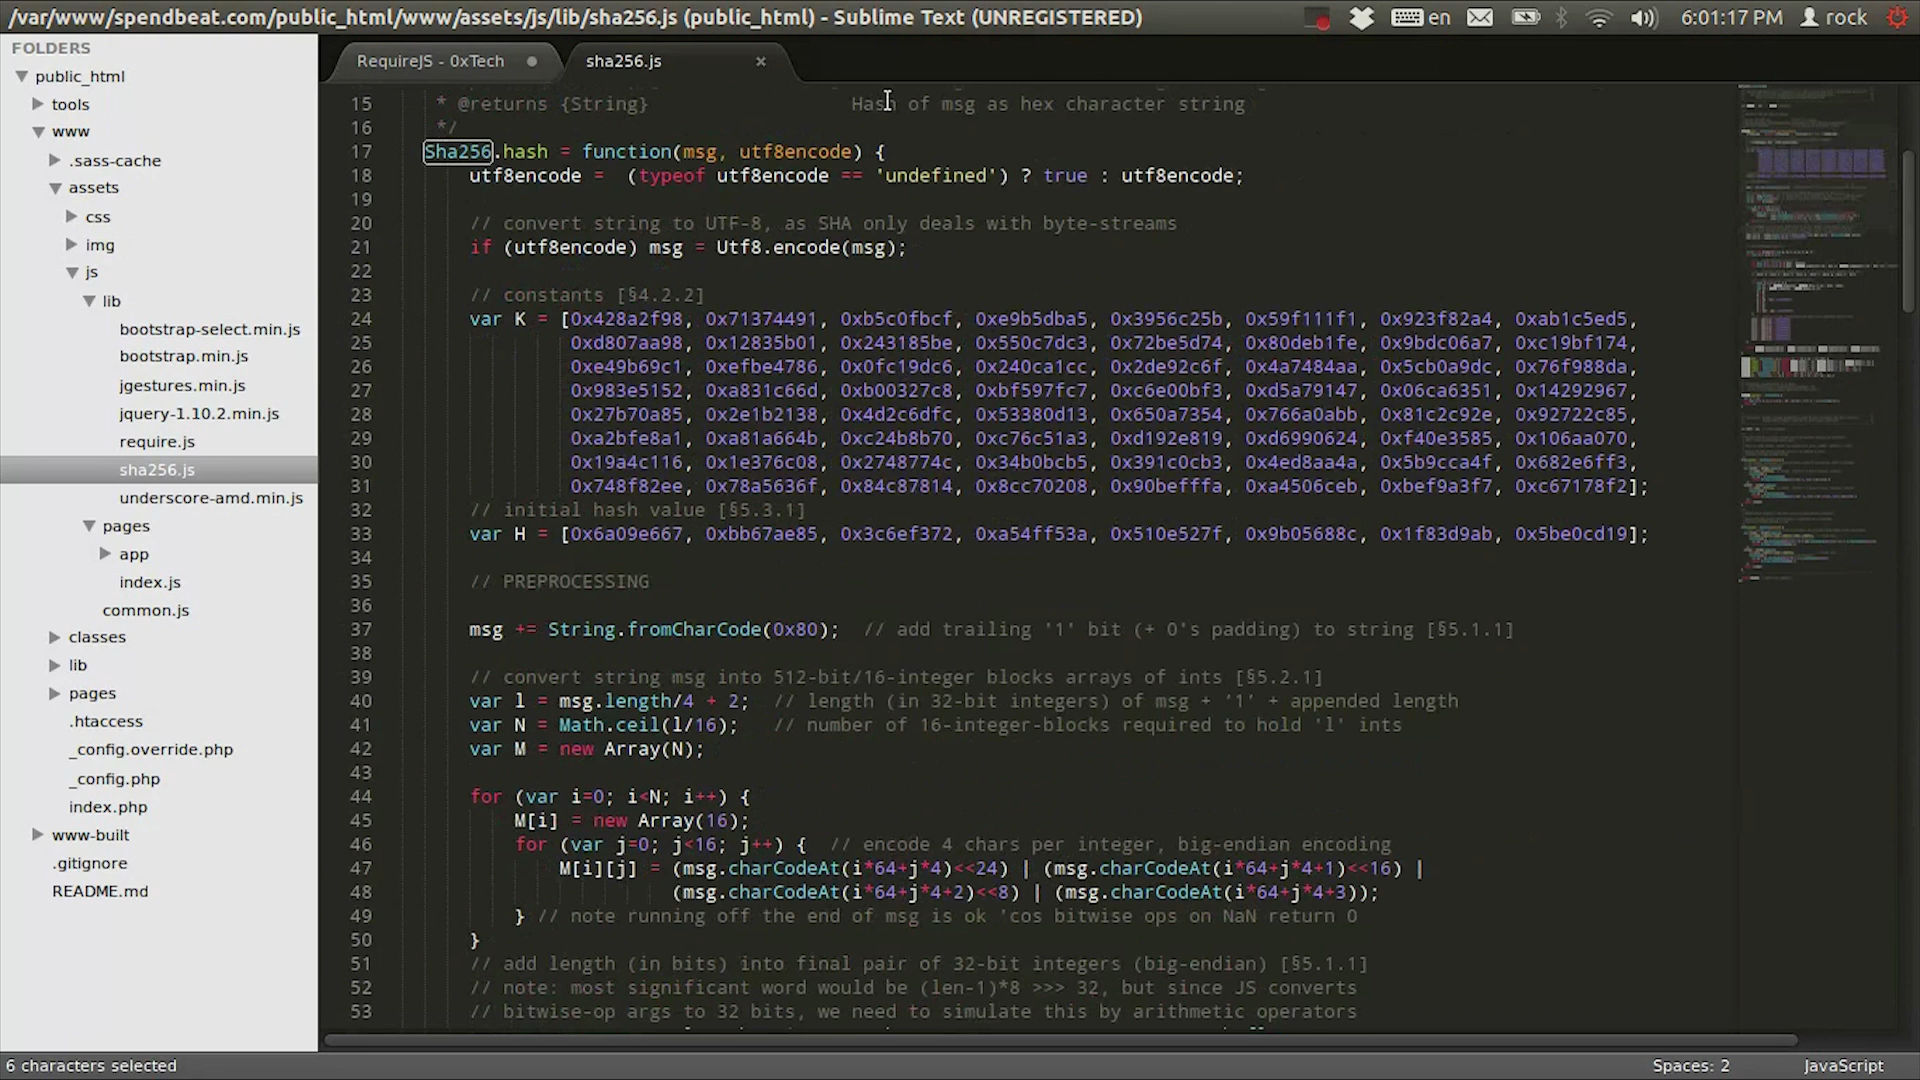 /var/www/spendbeat.com/public_html/www/assets/js/lib/sha256.js (public_html) - Sublime Text (UNREGISTERED)
en
6:01:17 PM
rock
FOLDERS
public_html
tools
www
.sass-cache
assets
css
img
js
lib
bootstrap-select.min.js
bootstrap.min.js
jgestures.min.js
jquery-1.10.2.min.js
require.js
sha256.js
underscore-amd.min.js
pages
app
index.js
common.js
classes
lib
pages
.htaccess
_config.override.php
_config.php
index.php
www-built
.gitignore
README.md
RequireJS - 0xTech
sha256.js
15 * @returns {String} Hash of msg as hex character string
16 */
17 Sha256.hash = function(msg, utf8encode) {
18 utf8encode = (typeof utf8encode == 'undefined') ? true : utf8encode;
19
20 // convert string to UTF-8, as SHA only deals with byte-streams
21 if (utf8encode) msg = Utf8.encode(msg);
22
23 // constants [§4.2.2]
24 var K = [0x428a2f98, 0x71374491, 0xb5c0fbcf, 0xe9b5dba5, 0x3956c25b, 0x59f111f1, 0x923f82a4, 0xab1c5ed5,
25 0xd807aa98, 0x12835b01, 0x243185be, 0x550c7dc3, 0x72be5d74, 0x80deb1fe, 0x9bdc06a7, 0xc19bf174,
26 0xe49b69c1, 0xefbe4786, 0x0fc19dc6, 0x240ca1cc, 0x2de92c6f, 0x4a7484aa, 0x5cb0a9dc, 0x76f988da,
27 0x983e5152, 0xa831c66d, 0xb00327c8, 0xbf597fc7, 0xc6e00bf3, 0xd5a79147, 0x06ca6351, 0x14292967,
28 0x27b70a85, 0x2e1b2138, 0x4d2c6dfc, 0x53380d13, 0x650a7354, 0x766a0abb, 0x81c2c92e, 0x92722c85,
29 0xa2bfe8a1, 0xa81a664b, 0xc24b8b70, 0xc76c51a3, 0xd192e819, 0xd6990624, 0xf40e3585, 0x106aa070,
30 0x19a4c116, 0x1e376c08, 0x2748774c, 0x34b0bcb5, 0x391c0cb3, 0x4ed8aa4a, 0x5b9cca4f, 0x682e6ff3,
31 0x748f82ee, 0x78a5636f, 0x84c87814, 0x8cc70208, 0x90befffa, 0xa4506ceb, 0xbef9a3f7, 0xc67178f2];
32 // initial hash value [§5.3.1]
33 var H = [0x6a09e667, 0xbb67ae85, 0x3c6ef372, 0xa54ff53a, 0x510e527f, 0x9b05688c, 0x1f83d9ab, 0x5be0cd19];
34
35 // PREPROCESSING
36
37 msg += String.fromCharCode(0x80); // add trailing '1' bit (+ 0's padding) to string [§5.1.1]
38
39 // convert string msg into 512-bit/16-integer blocks arrays of ints [§5.2.1]
40 var l = msg.length/4 + 2; // length (in 32-bit integers) of msg + '1' + appended length
41 var N = Math.ceil(l/16); // number of 16-integer-blocks required to hold 'l' ints
42 var M = new Array(N);
43
44 for (var i=0; i<N; i++) {
45 M[i] = new Array(16);
46 for (var j=0; j<16; j++) { // encode 4 chars per integer, big-endian encoding
47 M[i][j] = (msg.charCodeAt(i*64+j*4)<<24) | (msg.charCodeAt(i*64+j*4+1)<<16) |
48 (msg.charCodeAt(i*64+j*4+2)<<8) | (msg.charCodeAt(i*64+j*4+3));
49 } // note running off the end of msg is ok 'cos bitwise ops on NaN return 0
50 }
51 // add length (in bits) into final pair of 32-bit integers (big-endian) [§5.1.1]
52 // note: most significant word would be (len-1)*8 >>> 32, but since JS converts
53 // bitwise-op args to 32 bits, we need to simulate this by arithmetic operators
6 characters selected
Spaces: 2
JavaScript